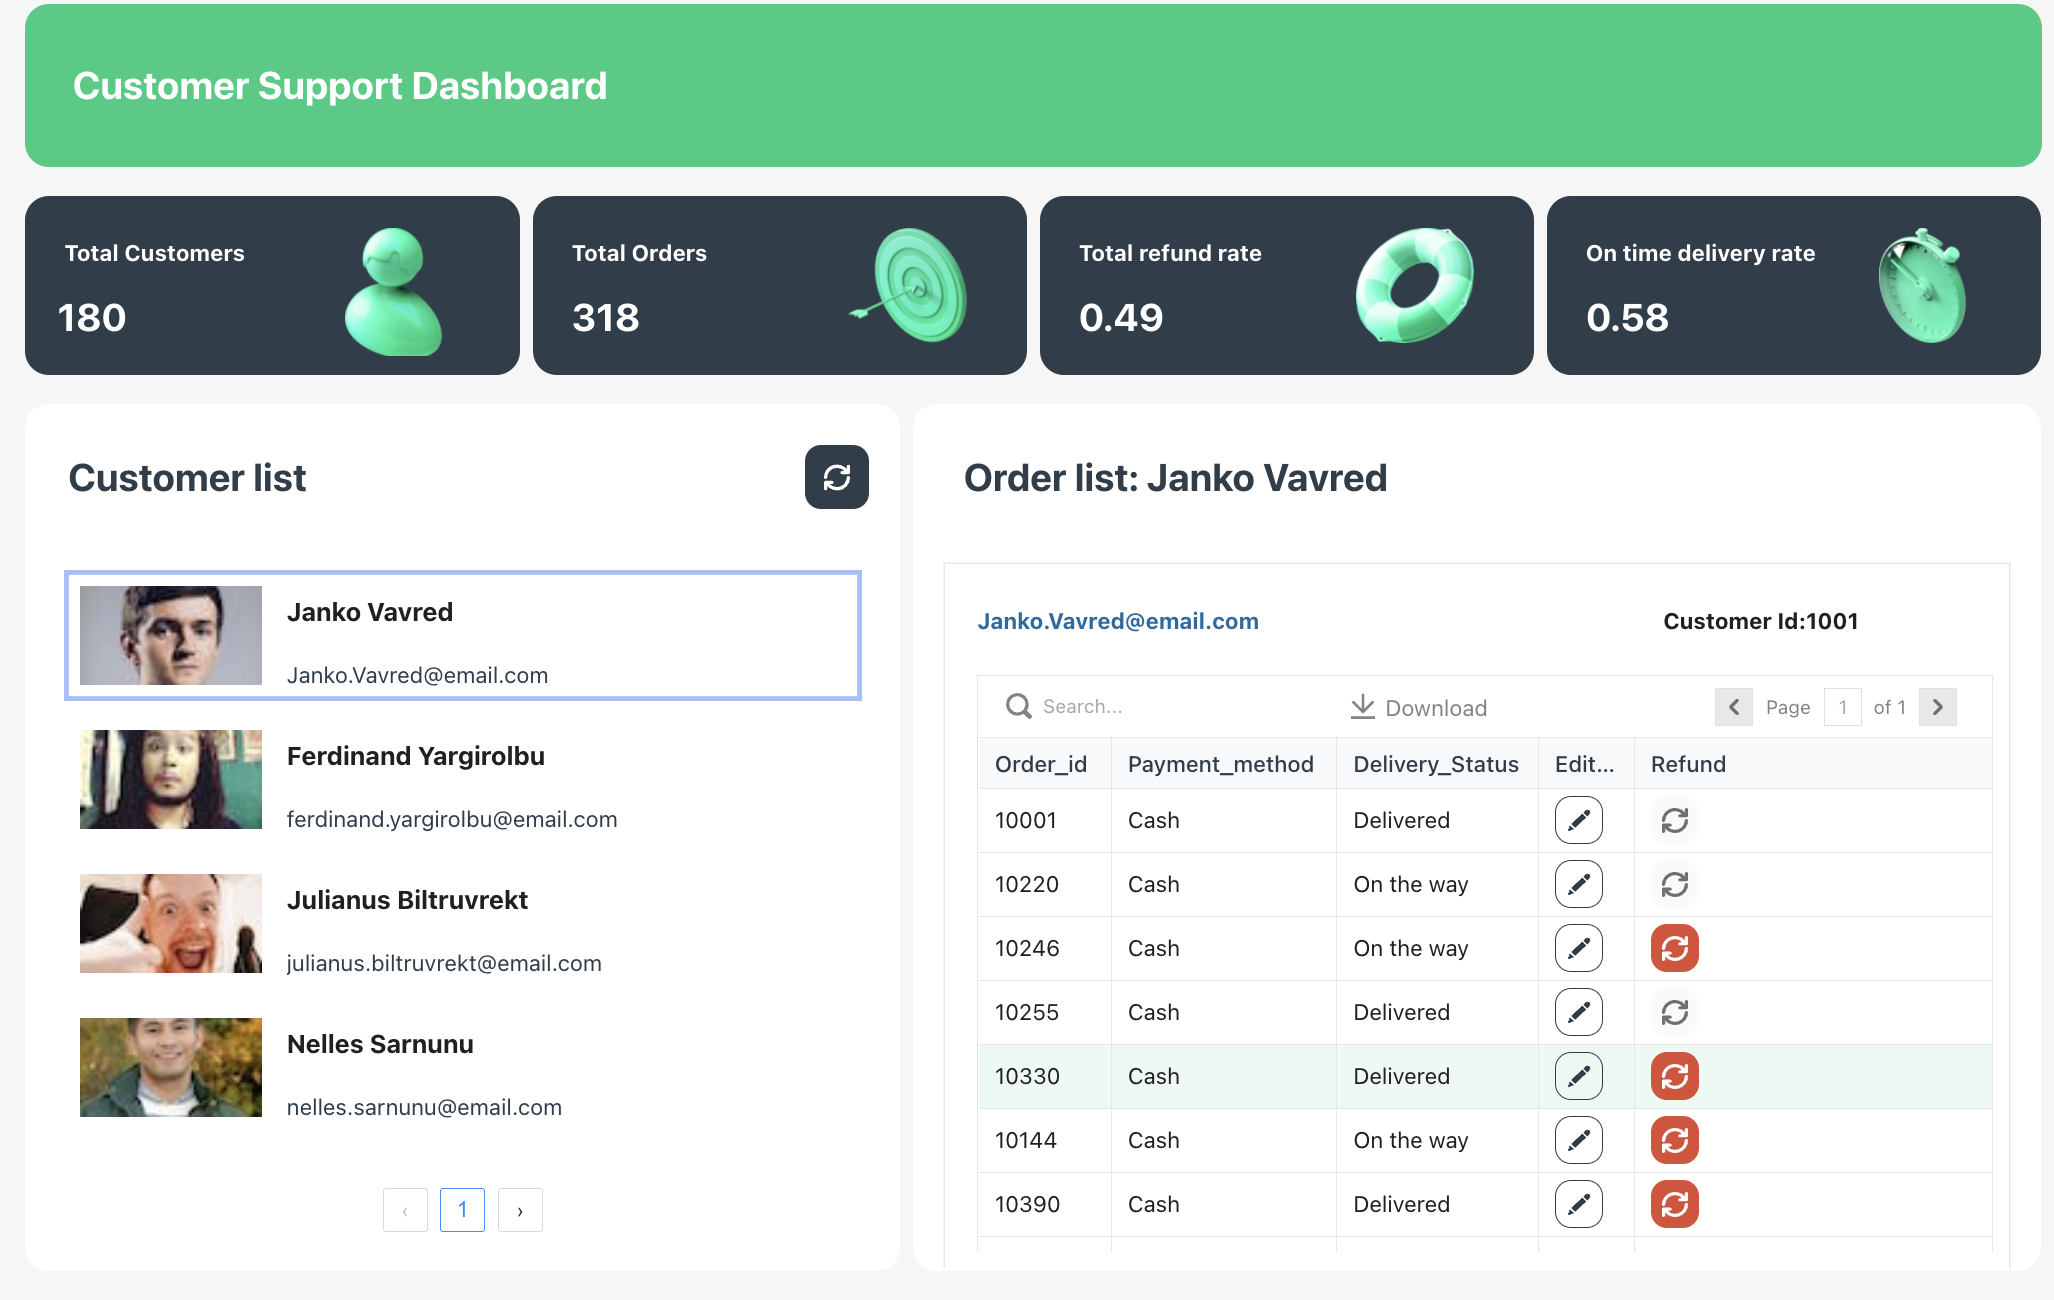 Customer Support Dashboard
Total Customers
180
Total Orders
318
Total refund rate
0.49
On time delivery rate
0.58
Customer list
Janko Vavred
Janko.Vavred@email.com
Ferdinand Yargirolbu
ferdinand.yargirolbu@email.com
Julianus Biltruvrekt
julianus.biltruvrekt@email.com
Nelles Sarnunu
nelles.sarnunu@email.com
‹ 1 ›
Order list: Janko Vavred
Janko.Vavred@email.com Customer Id:1001
Search... Download Page 1 of 1
Order_id Payment_method Delivery_Status Edit... Refund
10001 Cash Delivered
10220 Cash On the way
10246 Cash On the way
10255 Cash Delivered
10330 Cash Delivered
10144 Cash On the way
10390 Cash Delivered